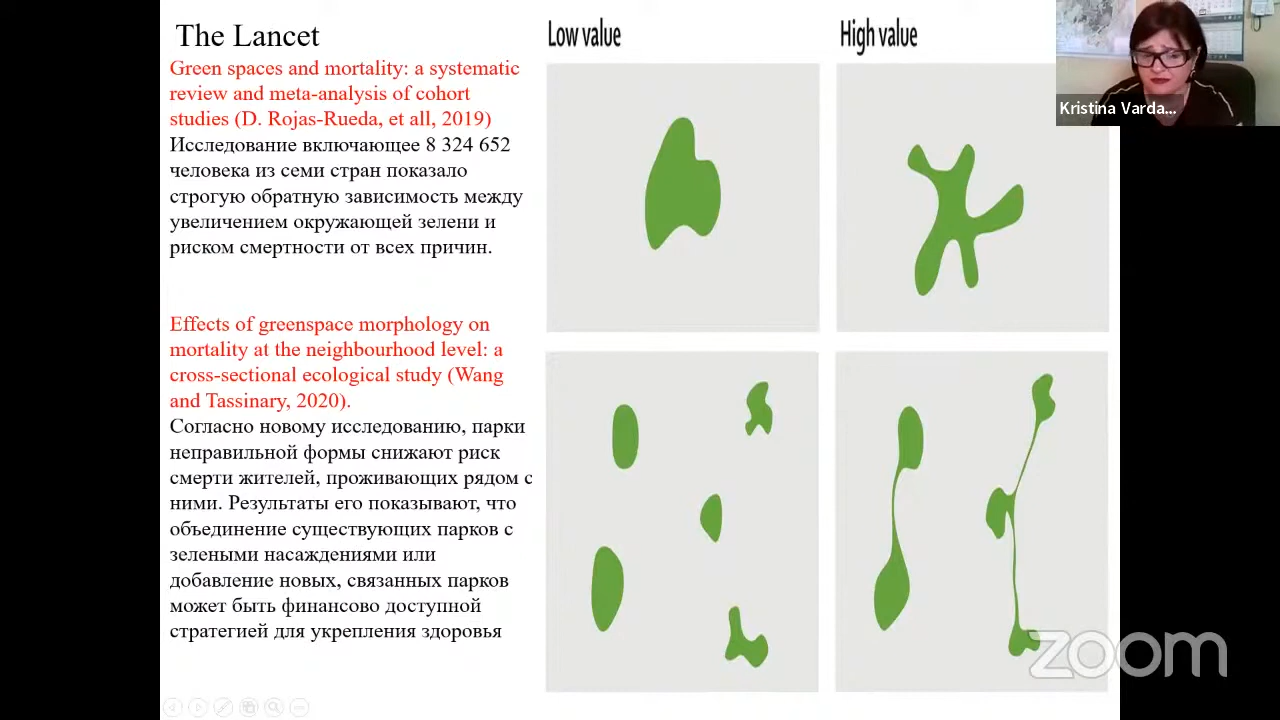 The Lancet
Green spaces and mortality: a systematic
review and meta-analysis of cohort
studies (D. Rojas-Rueda, et all, 2019)
Исследование включающее 8 324 652
человека из семи стран показало
строгую обратную зависимость между
увеличением окружающей зелени и
риском смертности от всех причин.
Effects of greenspace morphology on
mortality at the neighbourhood level: a
cross-sectional ecological study (Wang
and Tassinary, 2020).
Согласно новому исследованию, парки
неправильной формы снижают риск
смерти жителей, проживающих рядом с
ними. Результаты его показывают, что
объединение существующих парков с
зелеными насаждениями или
добавление новых, связанных парков
может быть финансово доступной
стратегией для укрепления здоровья
Low value
High value
Kristina Varda...
zoom